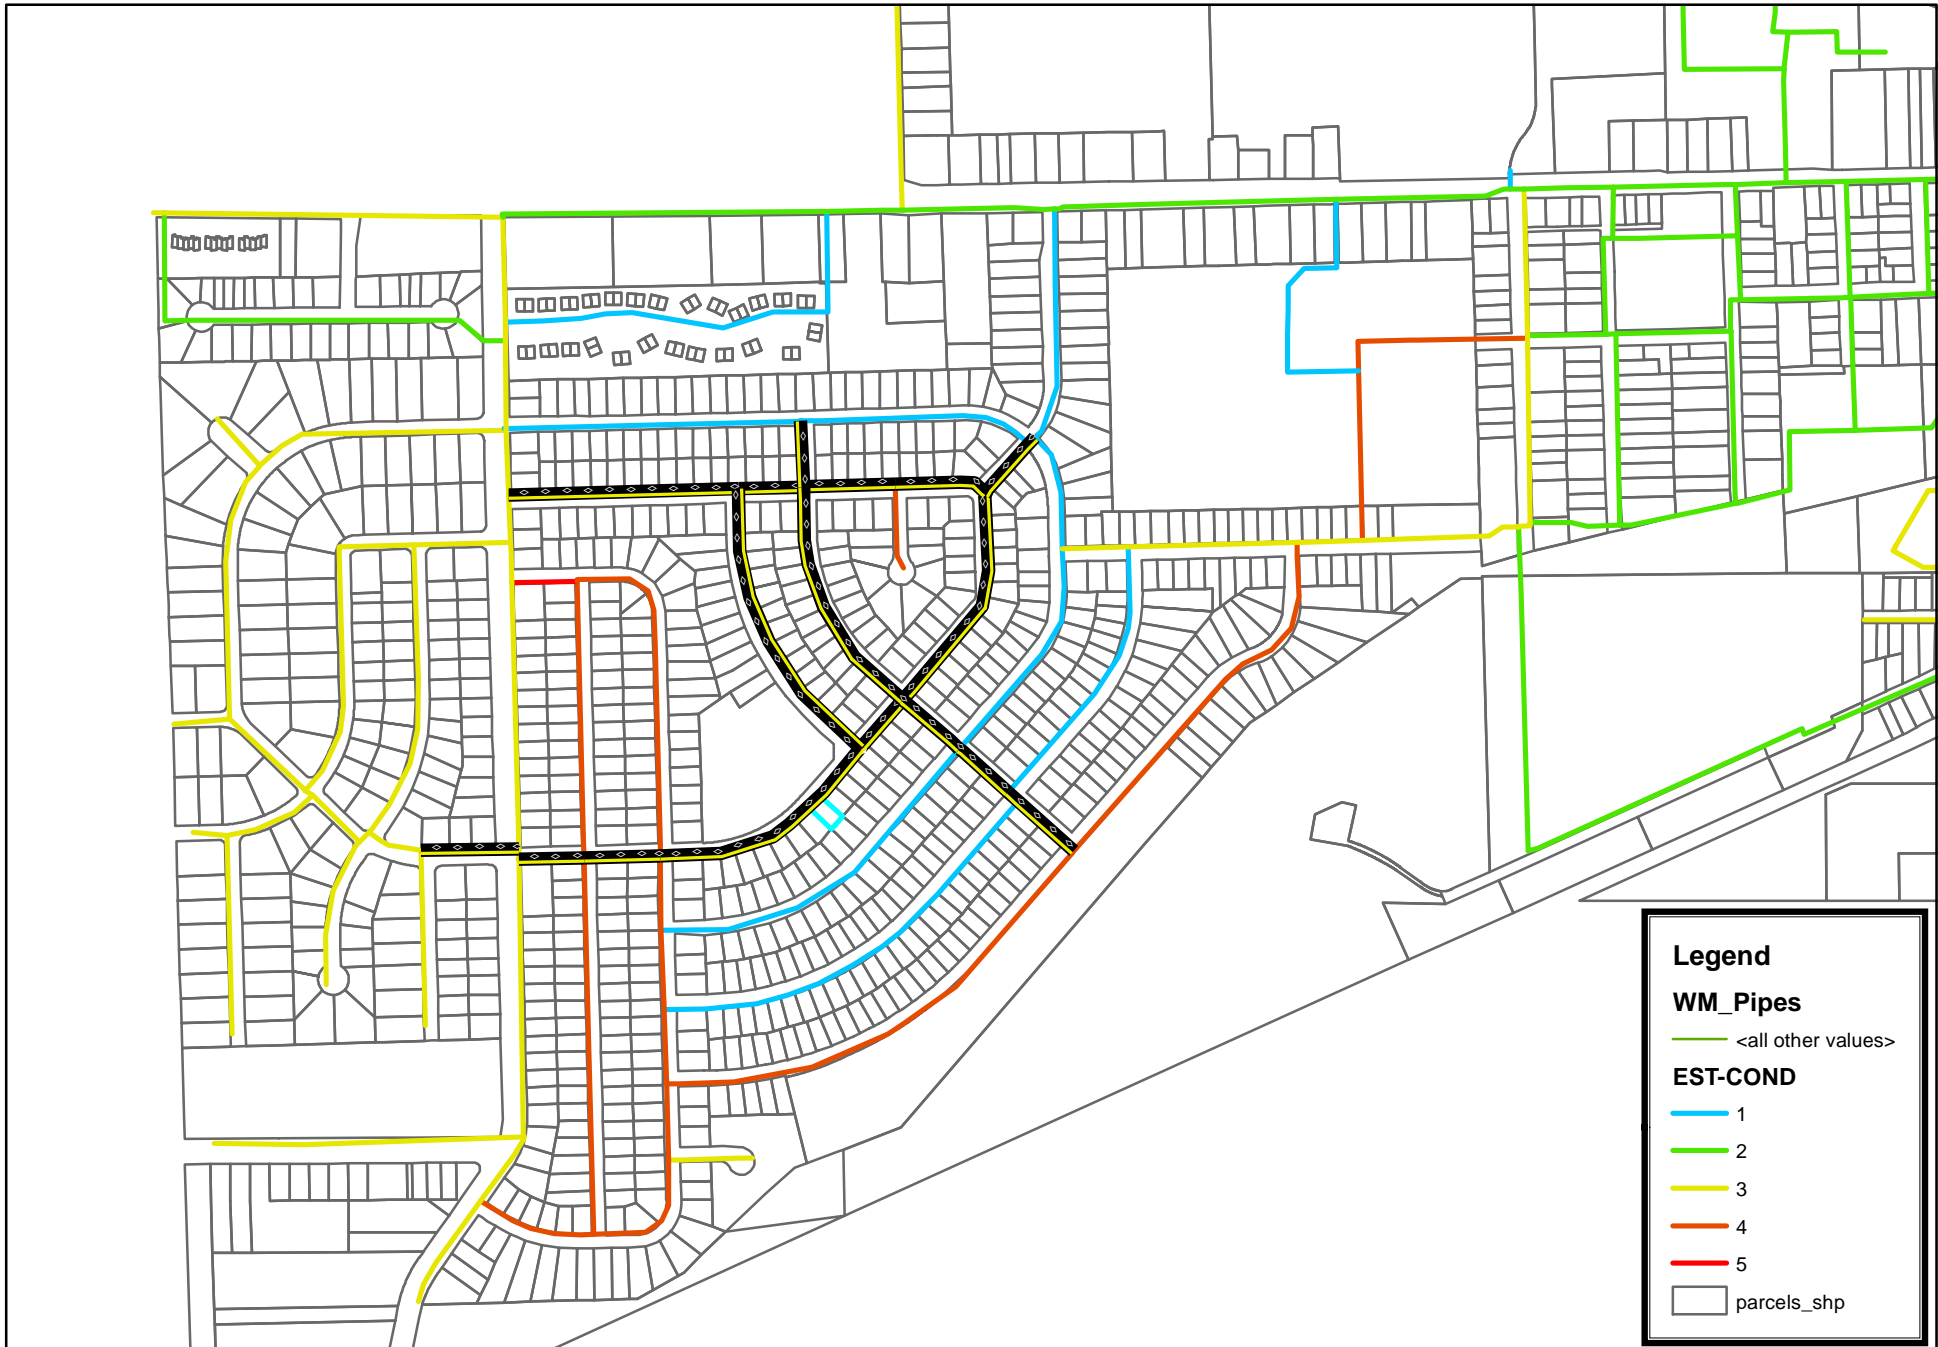 Legend
WM_Pipes
<all other values>
EST-COND
1
2
3
4
5
parcels_shp